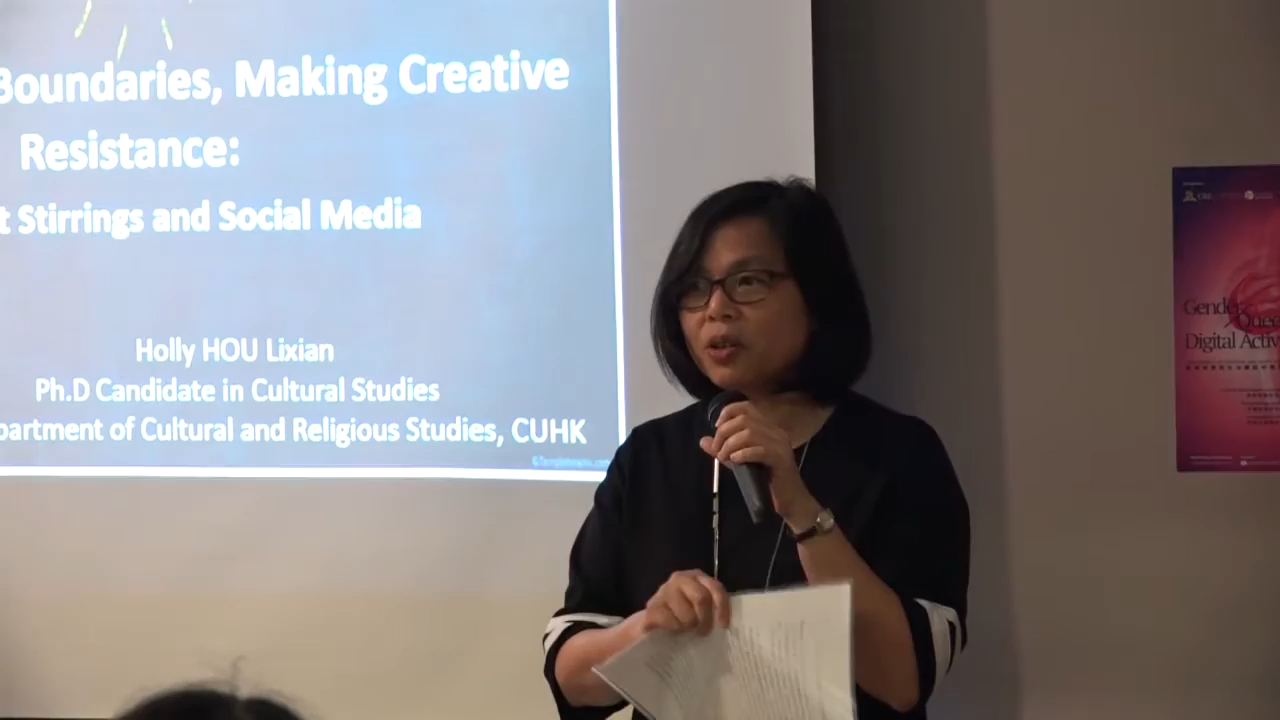 Boundaries, Making Creative
Resistance:
t Stirrings and Social Media
Holly HOU Lixian
Ph.D Candidate in Cultural Studies
partment of Cultural and Religious Studies, CUHK
Gender,
Queer
Digital Activ